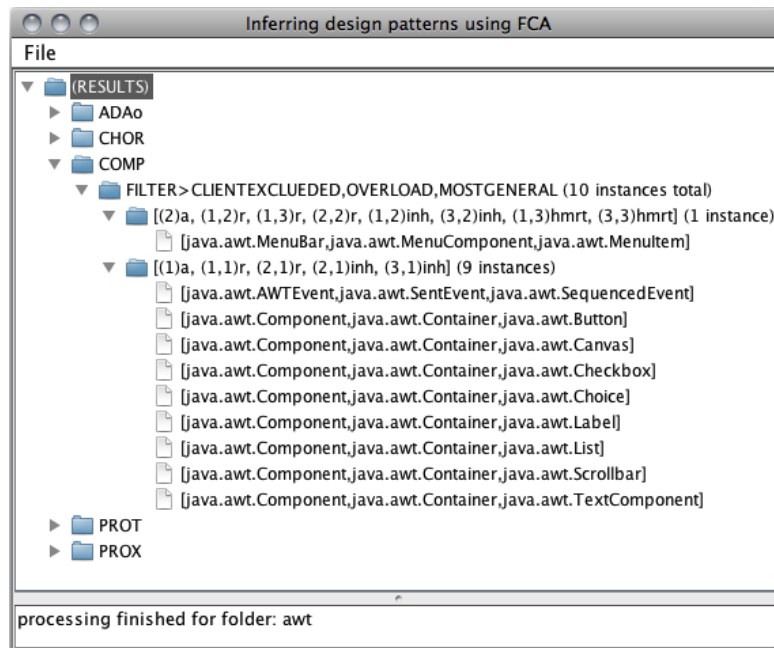 Inferring design patterns using FCA
File
(RESULTS)
ADAo
CHOR
COMP
FILTER>CLIENTEXCLUEDED,OVERLOAD,MOSTGENERAL (10 instances total)
[(2)a, (1,2)r, (1,3)r, (2,2)r, (1,2)inh, (3,2)inh, (1,3)hmrt, (3,3)hmrt] (1 instance)
[java.awt.MenuBar,java.awt.MenuComponent,java.awt.MenuItem]
[(1)a, (1,1)r, (2,1)r, (2,1)inh, (3,1)inh] (9 instances)
[java.awt.AWTEvent,java.awt.SentEvent,java.awt.SequencedEvent]
[java.awt.Component,java.awt.Container,java.awt.Button]
[java.awt.Component,java.awt.Container,java.awt.Canvas]
[java.awt.Component,java.awt.Container,java.awt.Checkbox]
[java.awt.Component,java.awt.Container,java.awt.Choice]
[java.awt.Component,java.awt.Container,java.awt.Label]
[java.awt.Component,java.awt.Container,java.awt.List]
[java.awt.Component,java.awt.Container,java.awt.Scrollbar]
[java.awt.Component,java.awt.Container,java.awt.TextComponent]
PROT
PROX
processing finished for folder: awt